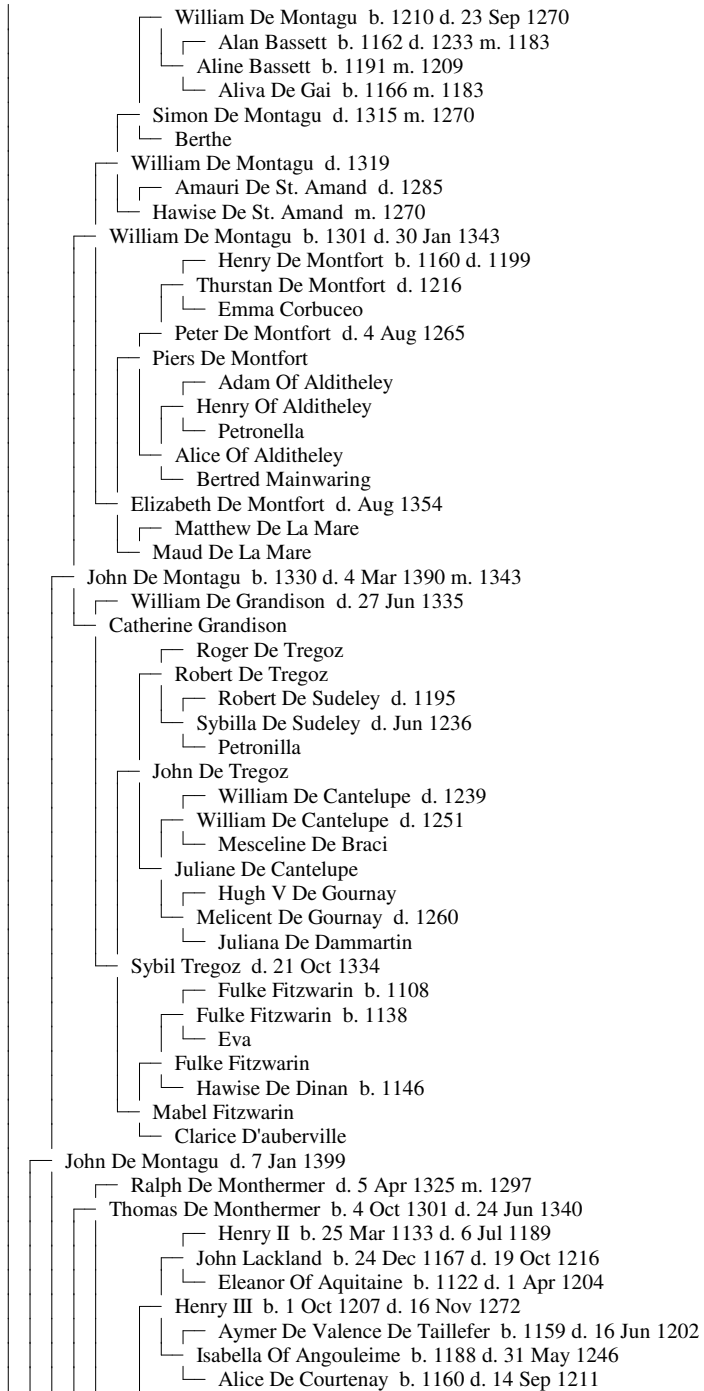 William De Montagu b. 1210 d. 23 Sep 1270
Alan Bassett b. 1162 d. 1233 m. 1183
Aline Bassett b. 1191 m. 1209
Aliva De Gai b. 1166 m. 1183
Simon De Montagu d. 1315 m. 1270
Berthe
William De Montagu d. 1319
Amauri De St. Amand d. 1285
Hawise De St. Amand m. 1270
William De Montagu b. 1301 d. 30 Jan 1343
Henry De Montfort b. 1160 d. 1199
Thurstan De Montfort d. 1216
Emma Corbuceo
Peter De Montfort d. 4 Aug 1265
Piers De Montfort
Adam Of Alditheley
Henry Of Alditheley
Petronella
Alice Of Alditheley
Bertred Mainwaring
Elizabeth De Montfort d. Aug 1354
Matthew De La Mare
Maud De La Mare
John De Montagu b. 1330 d. 4 Mar 1390 m. 1343
William De Grandison d. 27 Jun 1335
Catherine Grandison
Roger De Tregoz
Robert De Tregoz
Robert De Sudeley d. 1195
Sybilla De Sudeley d. Jun 1236
Petronilla
John De Tregoz
William De Cantelupe d. 1239
William De Cantelupe d. 1251
Mesceline De Braci
Juliane De Cantelupe
Hugh V De Gournay
Melicent De Gournay d. 1260
Juliana De Dammartin
Sybil Tregoz d. 21 Oct 1334
Fulke Fitzwarin b. 1108
Fulke Fitzwarin b. 1138
Eva
Fulke Fitzwarin
Hawise De Dinan b. 1146
Mabel Fitzwarin
Clarice D'auberville
John De Montagu d. 7 Jan 1399
Ralph De Monthermer d. 5 Apr 1325 m. 1297
Thomas De Monthermer b. 4 Oct 1301 d. 24 Jun 1340
Henry II b. 25 Mar 1133 d. 6 Jul 1189
John Lackland b. 24 Dec 1167 d. 19 Oct 1216
Eleanor Of Aquitaine b. 1122 d. 1 Apr 1204
Henry III b. 1 Oct 1207 d. 16 Nov 1272
Aymer De Valence De Taillefer b. 1159 d. 16 Jun 1202
Isabella Of Angouleime b. 1188 d. 31 May 1246
Alice De Courtenay b. 1160 d. 14 Sep 1211